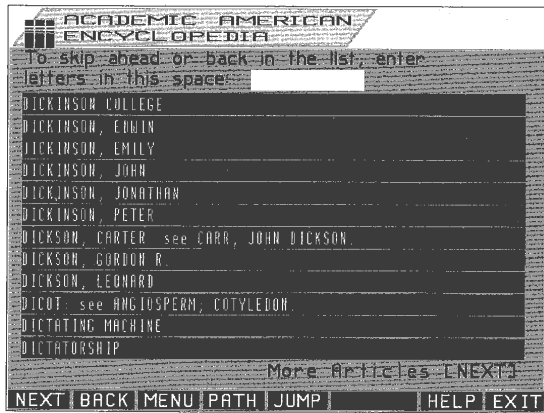 ACADEMIC AMERICAN
ENCYCLOPEDIA
To skip ahead or back in the list, enter
letters in this space:
DICKINSON COLLEGE
DICKINSON, EDWIN
DICKINSON, EMILY
DICKINSON, JOHN
DICKINSON, JONATHAN
DICKINSON, PETER
DICKSON, CARTER see CARR, JOHN DICKSON.
DICKSON, GORDON R.
DICKSON, LEONARD
DICOT: see ANGIOSPERM; COTYLEDON.
DICTATING MACHINE
DICTATORSHIP
More Articles [NEXT]
NEXT BACK MENU PATH JUMP HELP EXIT